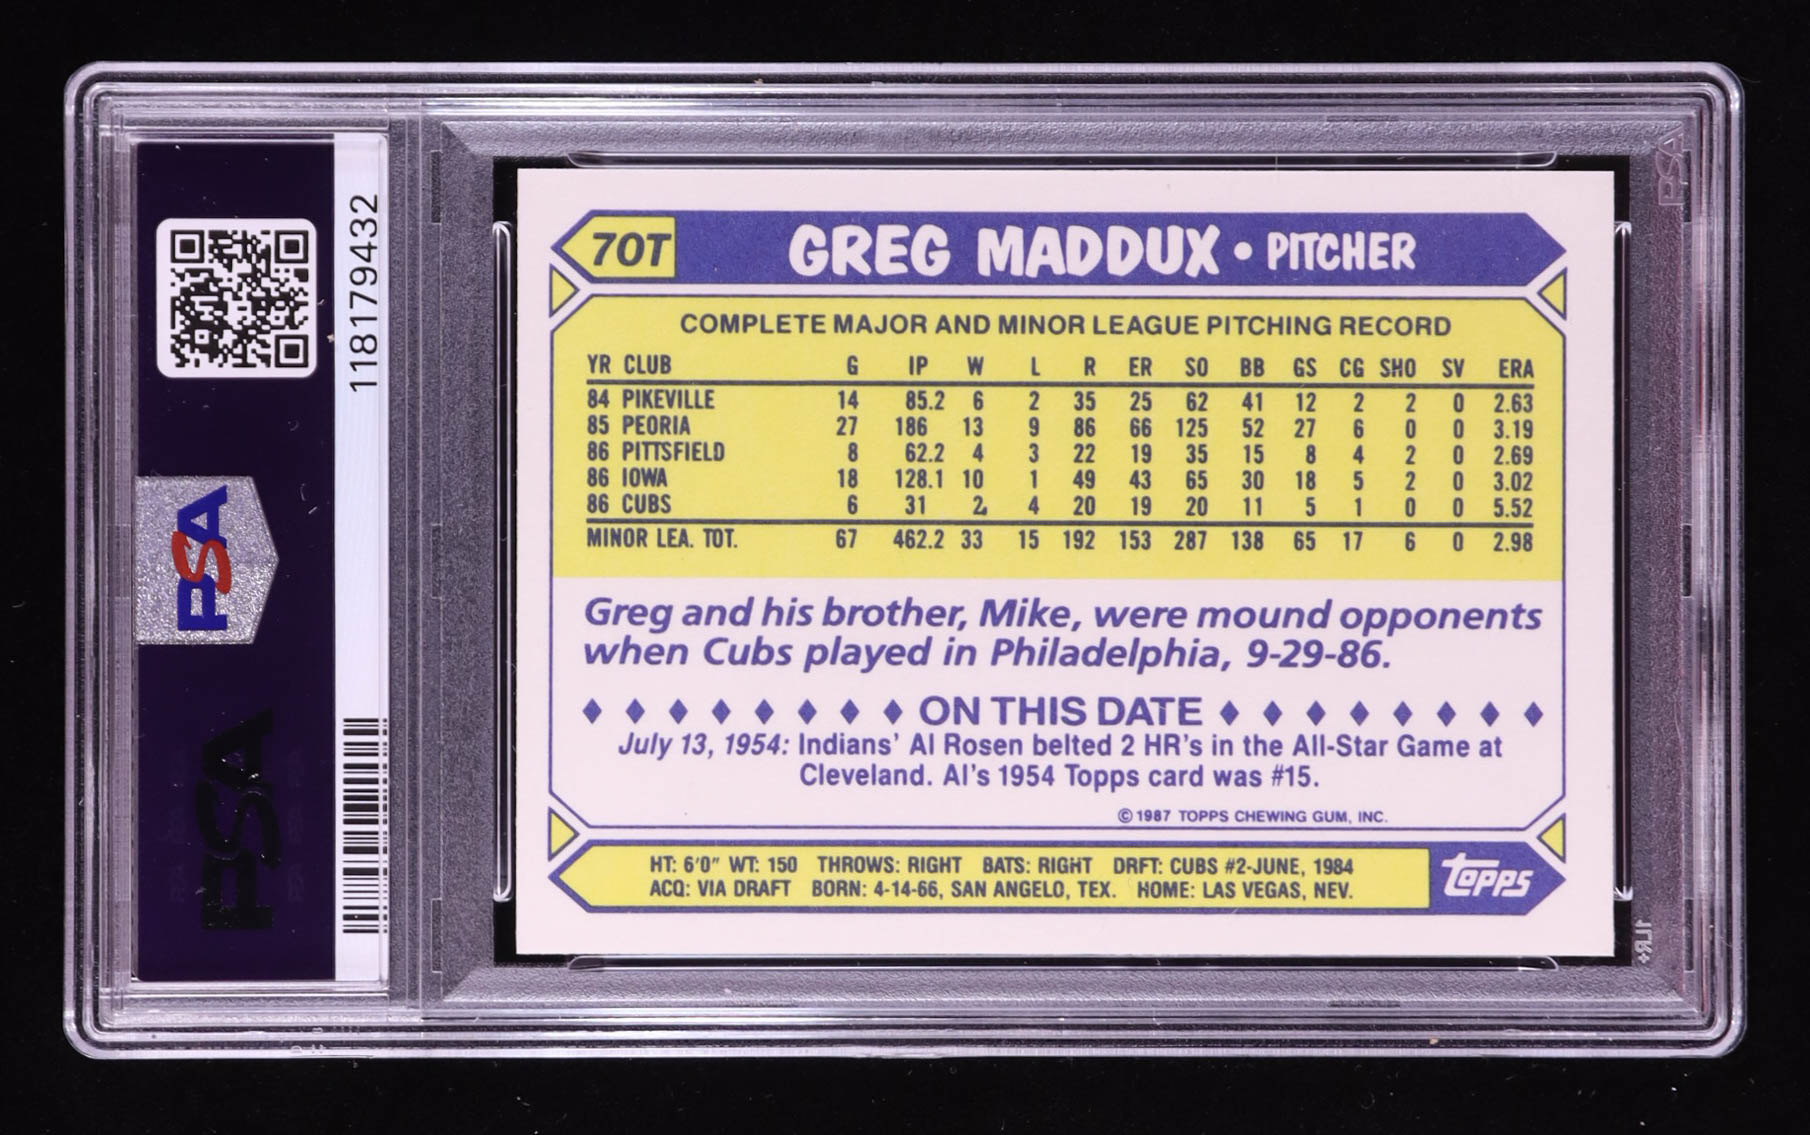 118179432
PSA
PSA
PSA
70T
GREG MADDUX • PITCHER
COMPLETE MAJOR AND MINOR LEAGUE PITCHING RECORD
YR CLUB G IP W L R ER SO BB GS CG SHO SV ERA
84 PIKEVILLE 14 85.2 6 2 35 25 62 41 12 2 2 0 2.63
85 PEORIA 27 186 13 9 86 66 125 52 27 6 0 0 3.19
86 PITTSFIELD 8 62.2 4 3 22 19 35 15 8 4 2 0 2.69
86 IOWA 18 128.1 10 1 49 43 65 30 18 5 2 0 3.02
86 CUBS 6 31 2 4 20 19 20 11 5 1 0 0 5.52
MINOR LEA. TOT. 67 462.2 33 15 192 153 287 138 65 17 6 0 2.98
Greg and his brother, Mike, were mound opponents
when Cubs played in Philadelphia, 9-29-86.
ON THIS DATE
July 13, 1954: Indians' Al Rosen belted 2 HR's in the All-Star Game at
Cleveland. Al's 1954 Topps card was #15.
©1987 TOPPS CHEWING GUM, INC.
HT: 6'0" WT: 150 THROWS: RIGHT BATS: RIGHT DRFT: CUBS #2-JUNE, 1984
ACQ: VIA DRAFT BORN: 4-14-66, SAN ANGELO, TEX. HOME: LAS VEGAS, NEV.
topps
1LR+